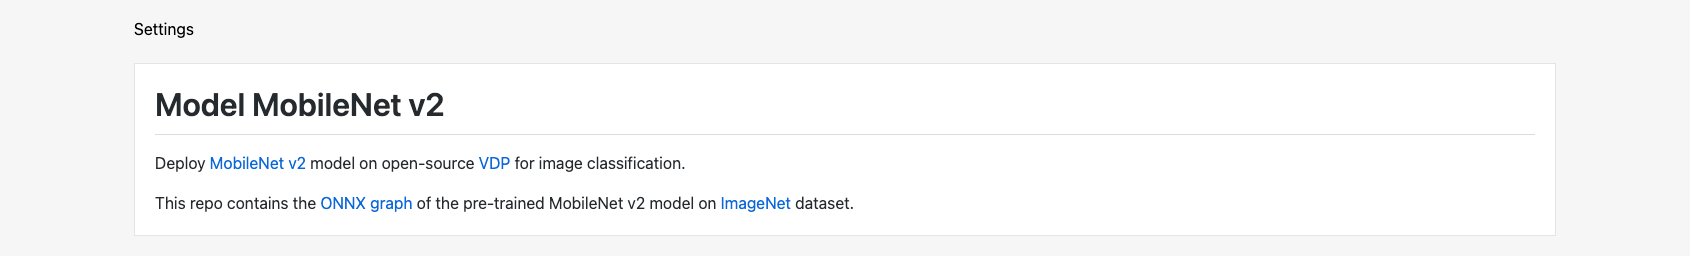 Settings
Model MobileNet v2
Deploy MobileNet v2 model on open-source VDP for image classification.
This repo contains the ONNX graph of the pre-trained MobileNet v2 model on ImageNet dataset.